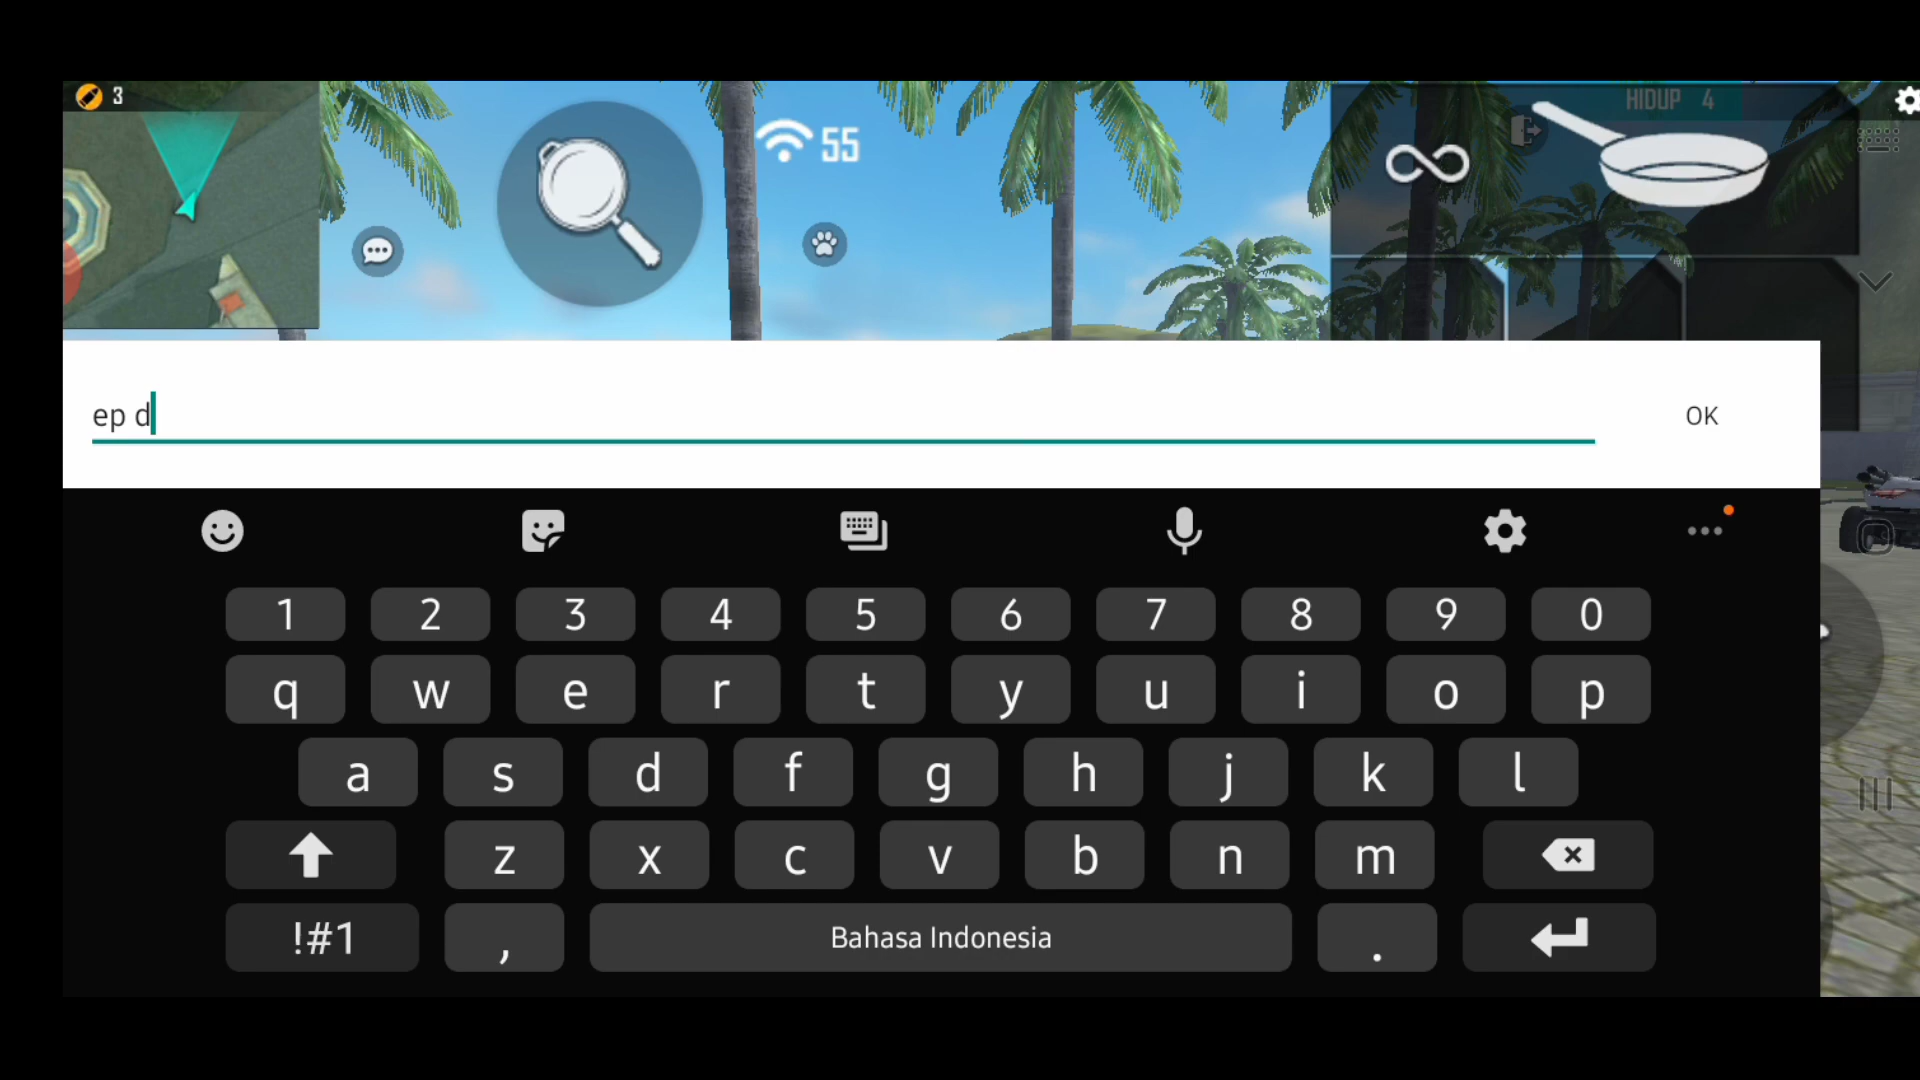 3
55
HIDUP 4
ep d
OK
1 2 3 4 5 6 7 8 9 0
q w e r t y u i o p
a s d f g h j k l
z x c v b n m
!#1 , Bahasa Indonesia .